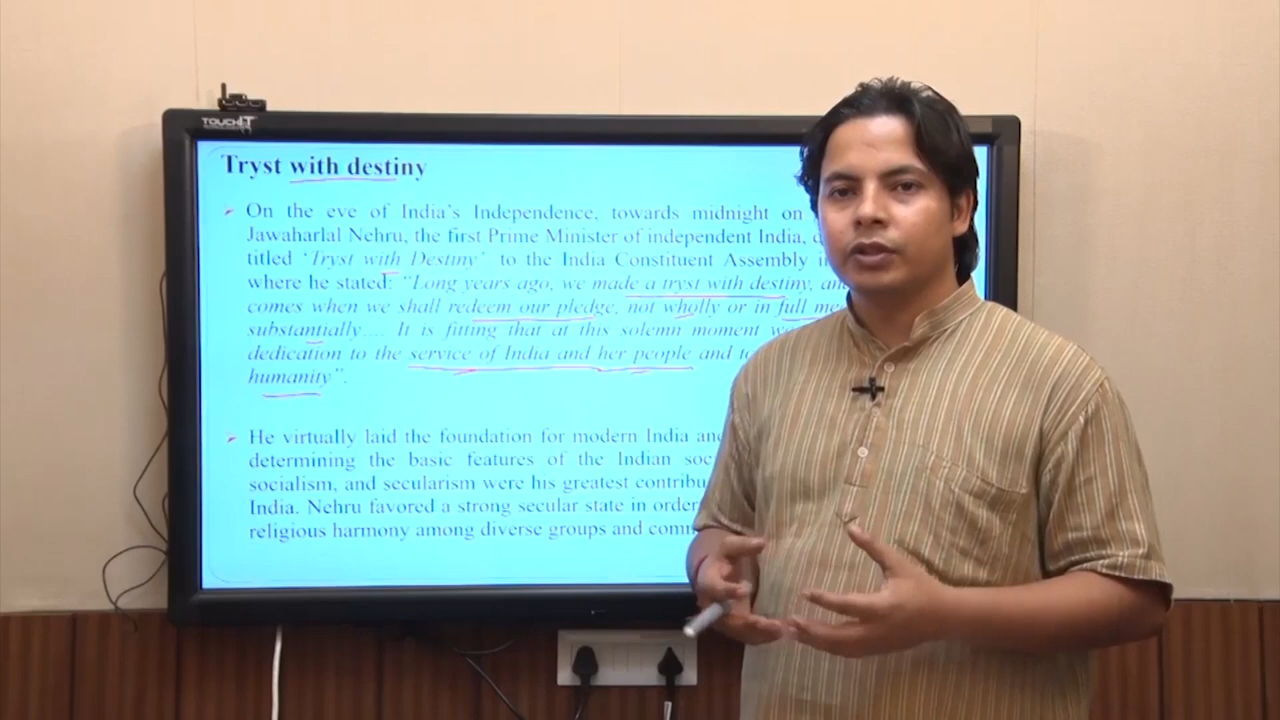 TOUCHIT
Tryst with destiny
On the eve of India's Independence, towards midnight on
Jawaharlal Nehru, the first Prime Minister of independent India,
titled ‘Tryst with Destiny’ to the India Constituent Assembly
where he stated: “Long years ago, we made a tryst with destiny,
comes when we shall redeem our pledge, not wholly or in full
substantially.... It is fitting that at this solemn moment
dedication to the service of India and her people and
humanity”.
He virtually laid the foundation for modern India
determining the basic features of the Indian
socialism, and secularism were his greatest
India. Nehru favored a strong secular state in order
religious harmony among diverse groups and